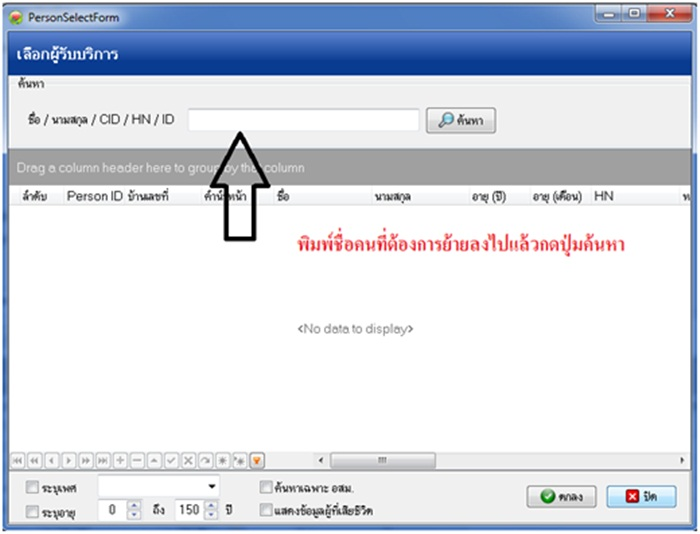 PersonSelectForm
เลือกผู้รับบริการ
ค้นหา
ชื่อ / นามสกุล / CID / HN / ID
ค้นหา
Drag a column header here to group by that column
ลำดับ Person ID บ้านเลขที่ คำนำหน้า ชื่อ นามสกุล อายุ (ปี) อายุ (เดือน) HN
พิมพ์ชื่อคนที่ต้องการย้ายลงไปแล้วกดปุ่มค้นหา
<No data to display>
ระบุเพศ ค้นหาเฉพาะ อสม. ตกลง ปิด
ระบุอายุ 0 ถึง 150 ปี แสดงข้อมูลผู้ที่เสียชีวิต